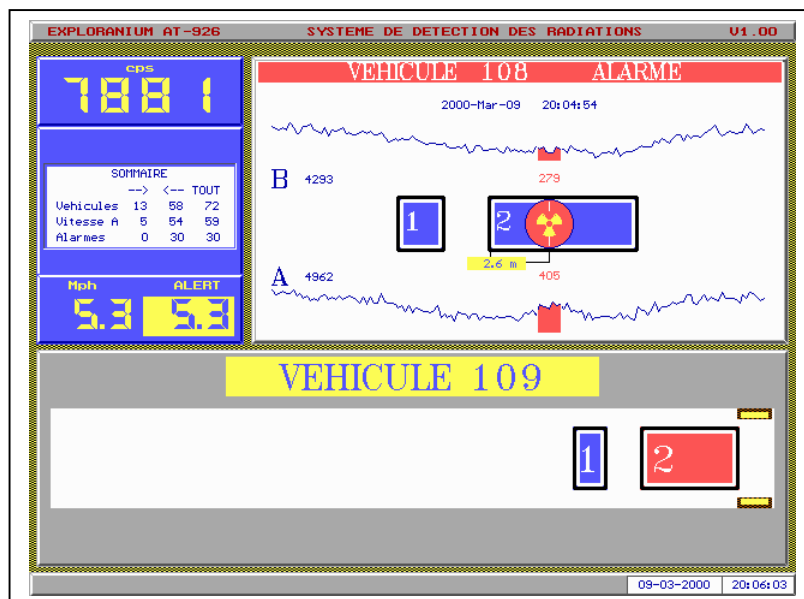 EXPLORANIUM AT-926 SYSTEME DE DETECTION DES RADIATIONS V1.00
cps
7881
SOMMAIRE
--> <-- TOUT
Vehicules 13 58 72
Vitesse A 5 54 59
Alarmes 0 30 30
Mph ALERT
5.3 5.3
VEHICULE 108 ALARME
2000-Mar-09 20:04:54
B 4293 279
1 2
2.6 m
A 4962 405
VEHICULE 109
1 2
09-03-2000 20:06:03